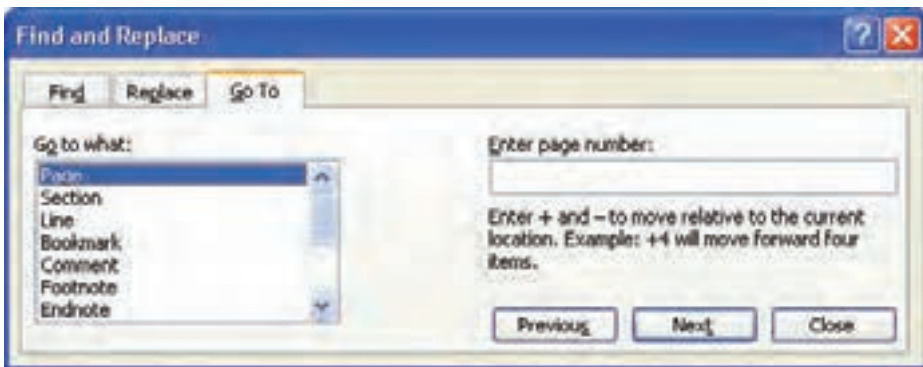 Find and Replace
Find Replace Go To
Go to what:
Page
Section
Line
Bookmark
Comment
Footnote
Endnote
Enter page number:
Enter + and – to move relative to the current
location. Example: +4 will move forward four
items.
Previous Next Close